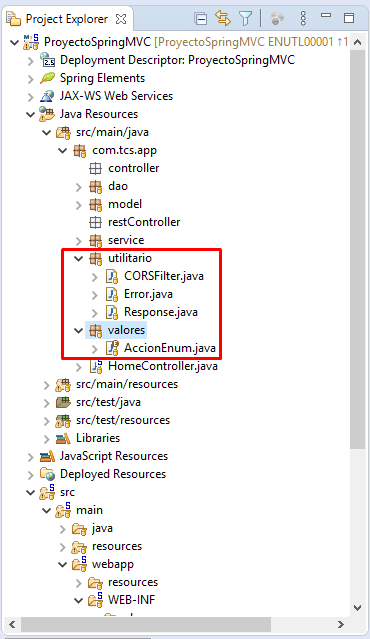 Project Explorer
ProyectoSpringMVC [ProyectoSpringMVC ENUTL00001 ↑1
Deployment Descriptor: ProyectoSpringMVC
Spring Elements
JAX-WS Web Services
Java Resources
src/main/java
com.tcs.app
controller
dao
model
restController
service
utilitario
CORSFilter.java
Error.java
Response.java
valores
AccionEnum.java
HomeController.java
src/main/resources
src/test/java
src/test/resources
Libraries
JavaScript Resources
Deployed Resources
src
main
java
resources
webapp
resources
WEB-INF